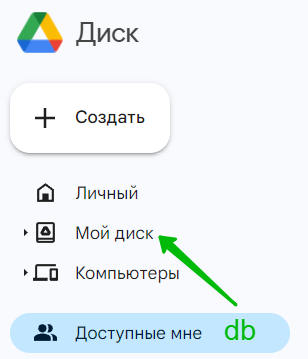 Диск
Создать
Личный
Мой диск
Компьютеры
Доступные мне db